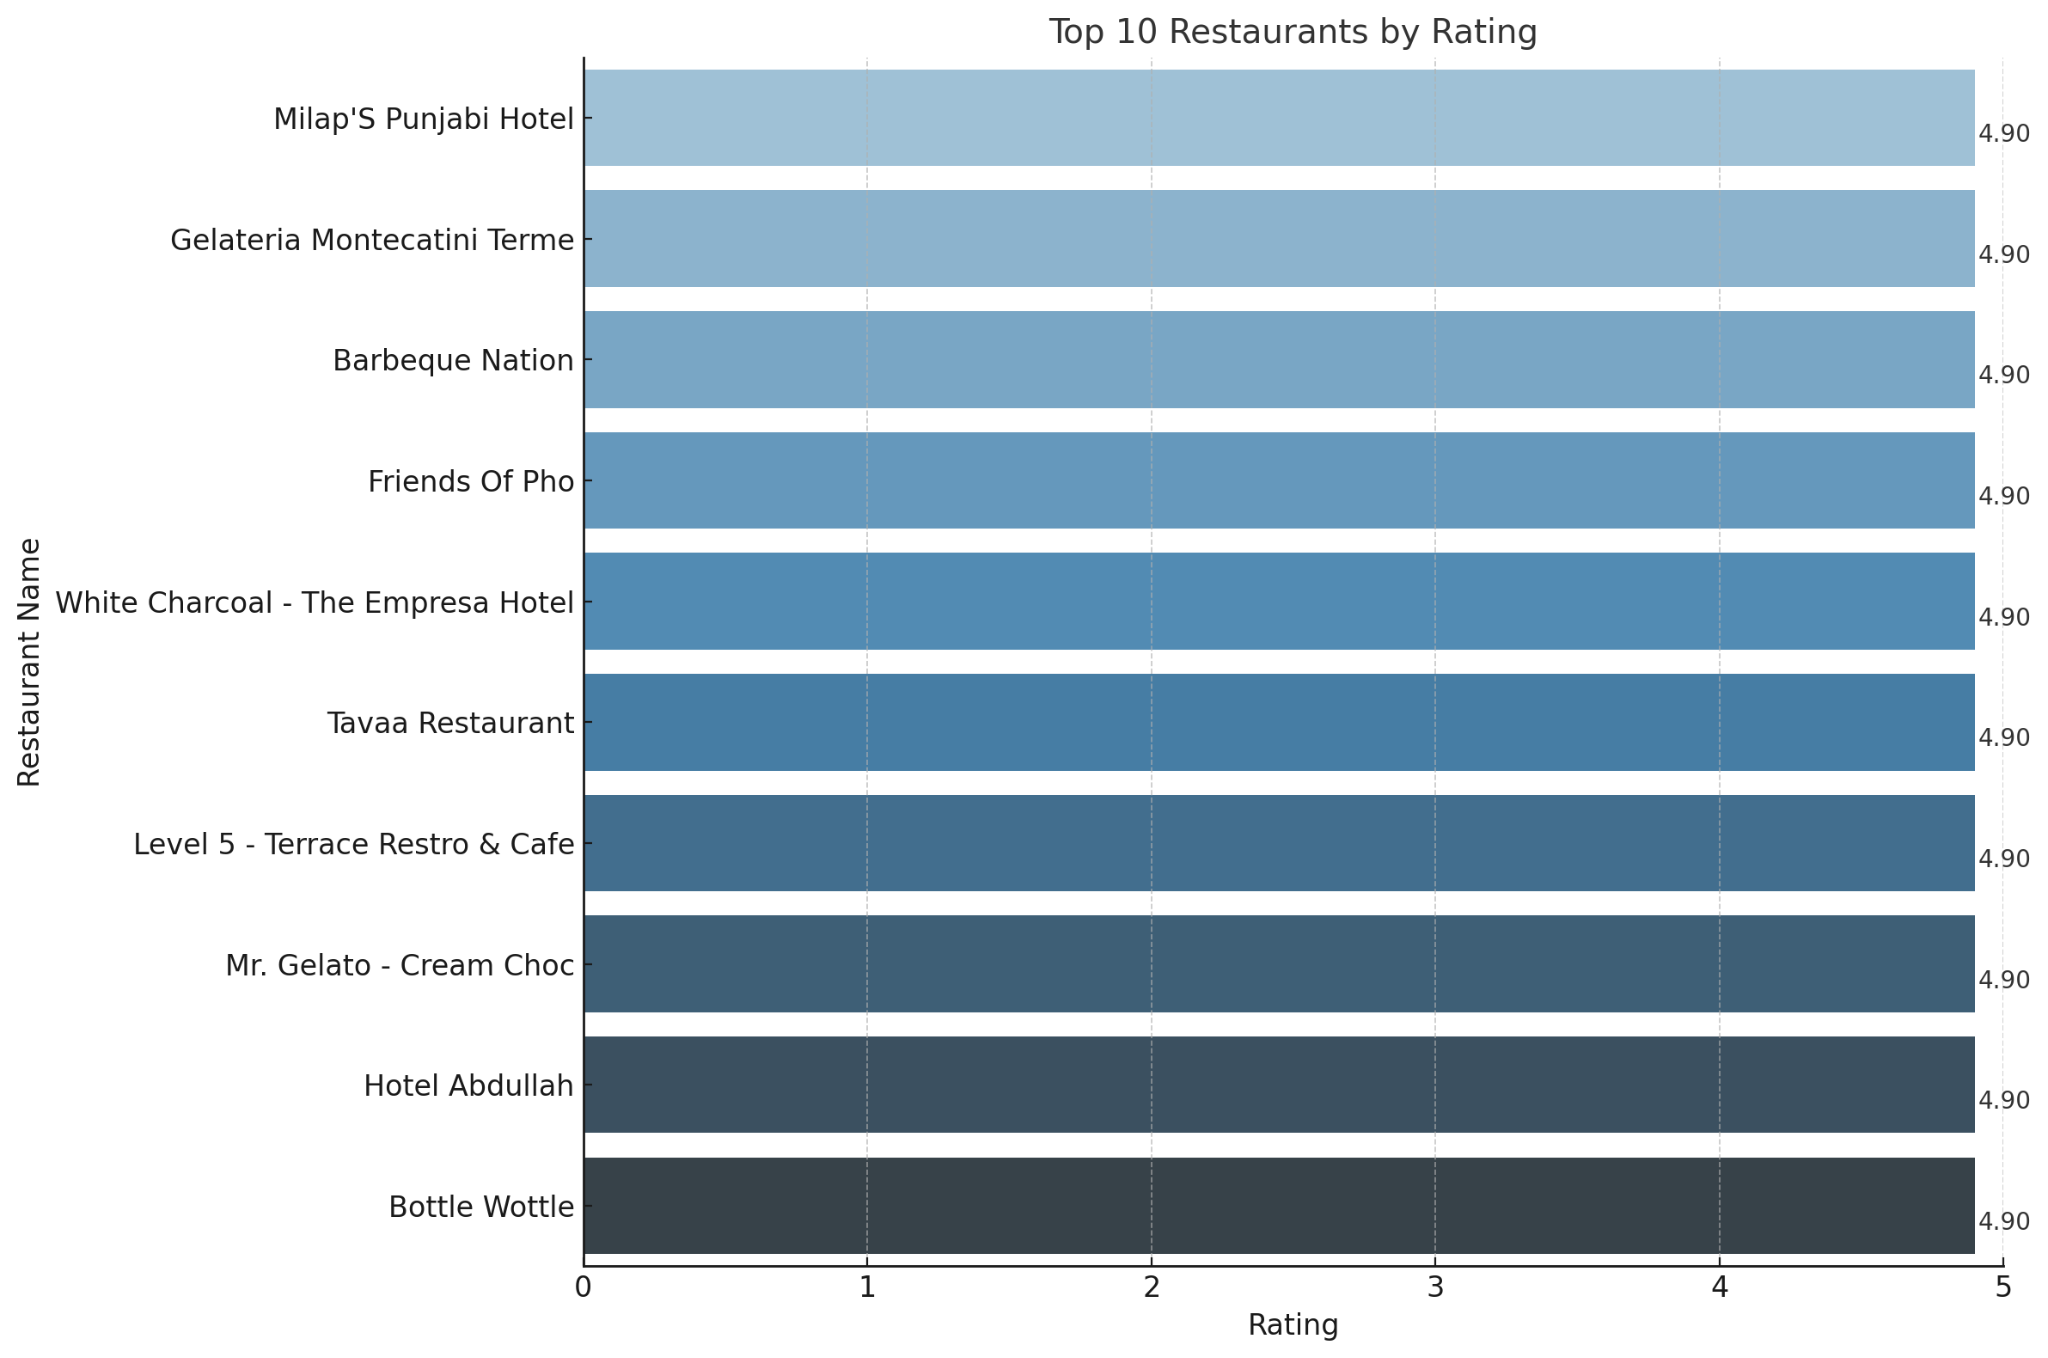 Top 10 Restaurants by Rating
Restaurant Name
Milap'S Punjabi Hotel
4.90
Gelateria Montecatini Terme
4.90
Barbeque Nation
4.90
Friends Of Pho
4.90
White Charcoal - The Empresa Hotel
4.90
Tavaa Restaurant
4.90
Level 5 - Terrace Restro & Cafe
4.90
Mr. Gelato - Cream Choc
4.90
Hotel Abdullah
4.90
Bottle Wottle
4.90
0 1 2 3 4 5
Rating